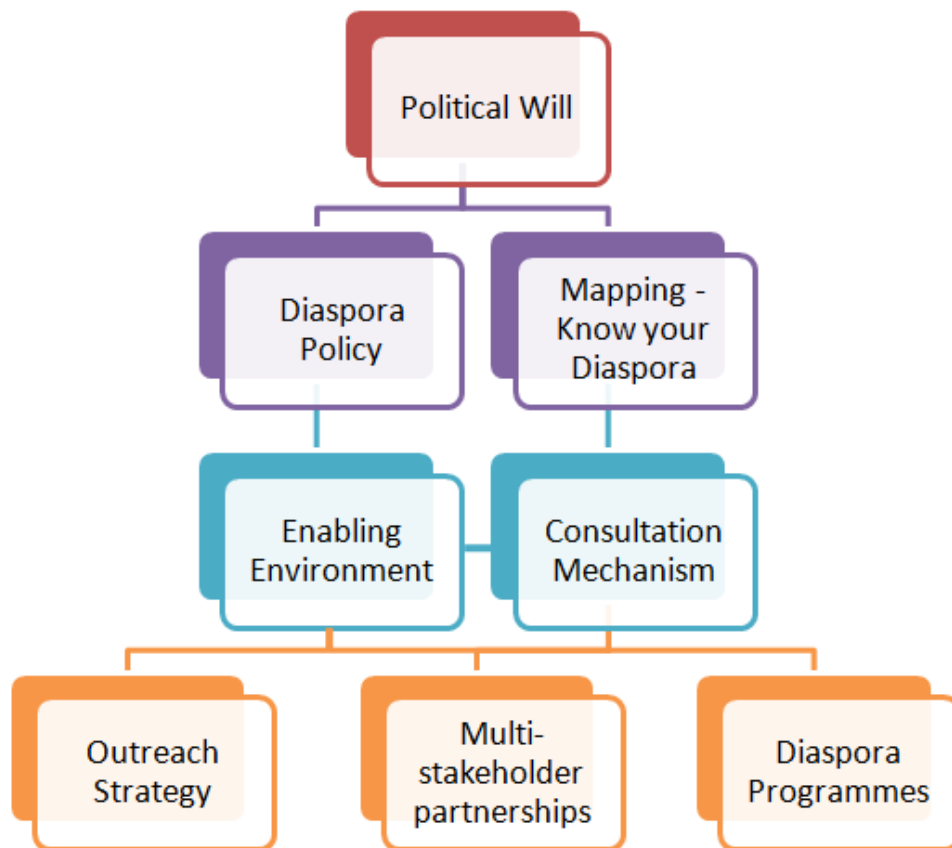 Political Will
Diaspora
Policy
Mapping -
Know your
Diaspora
Enabling
Environment
Consultation
Mechanism
Outreach
Strategy
Multi-
stakeholder
partnerships
Diaspora
Programmes